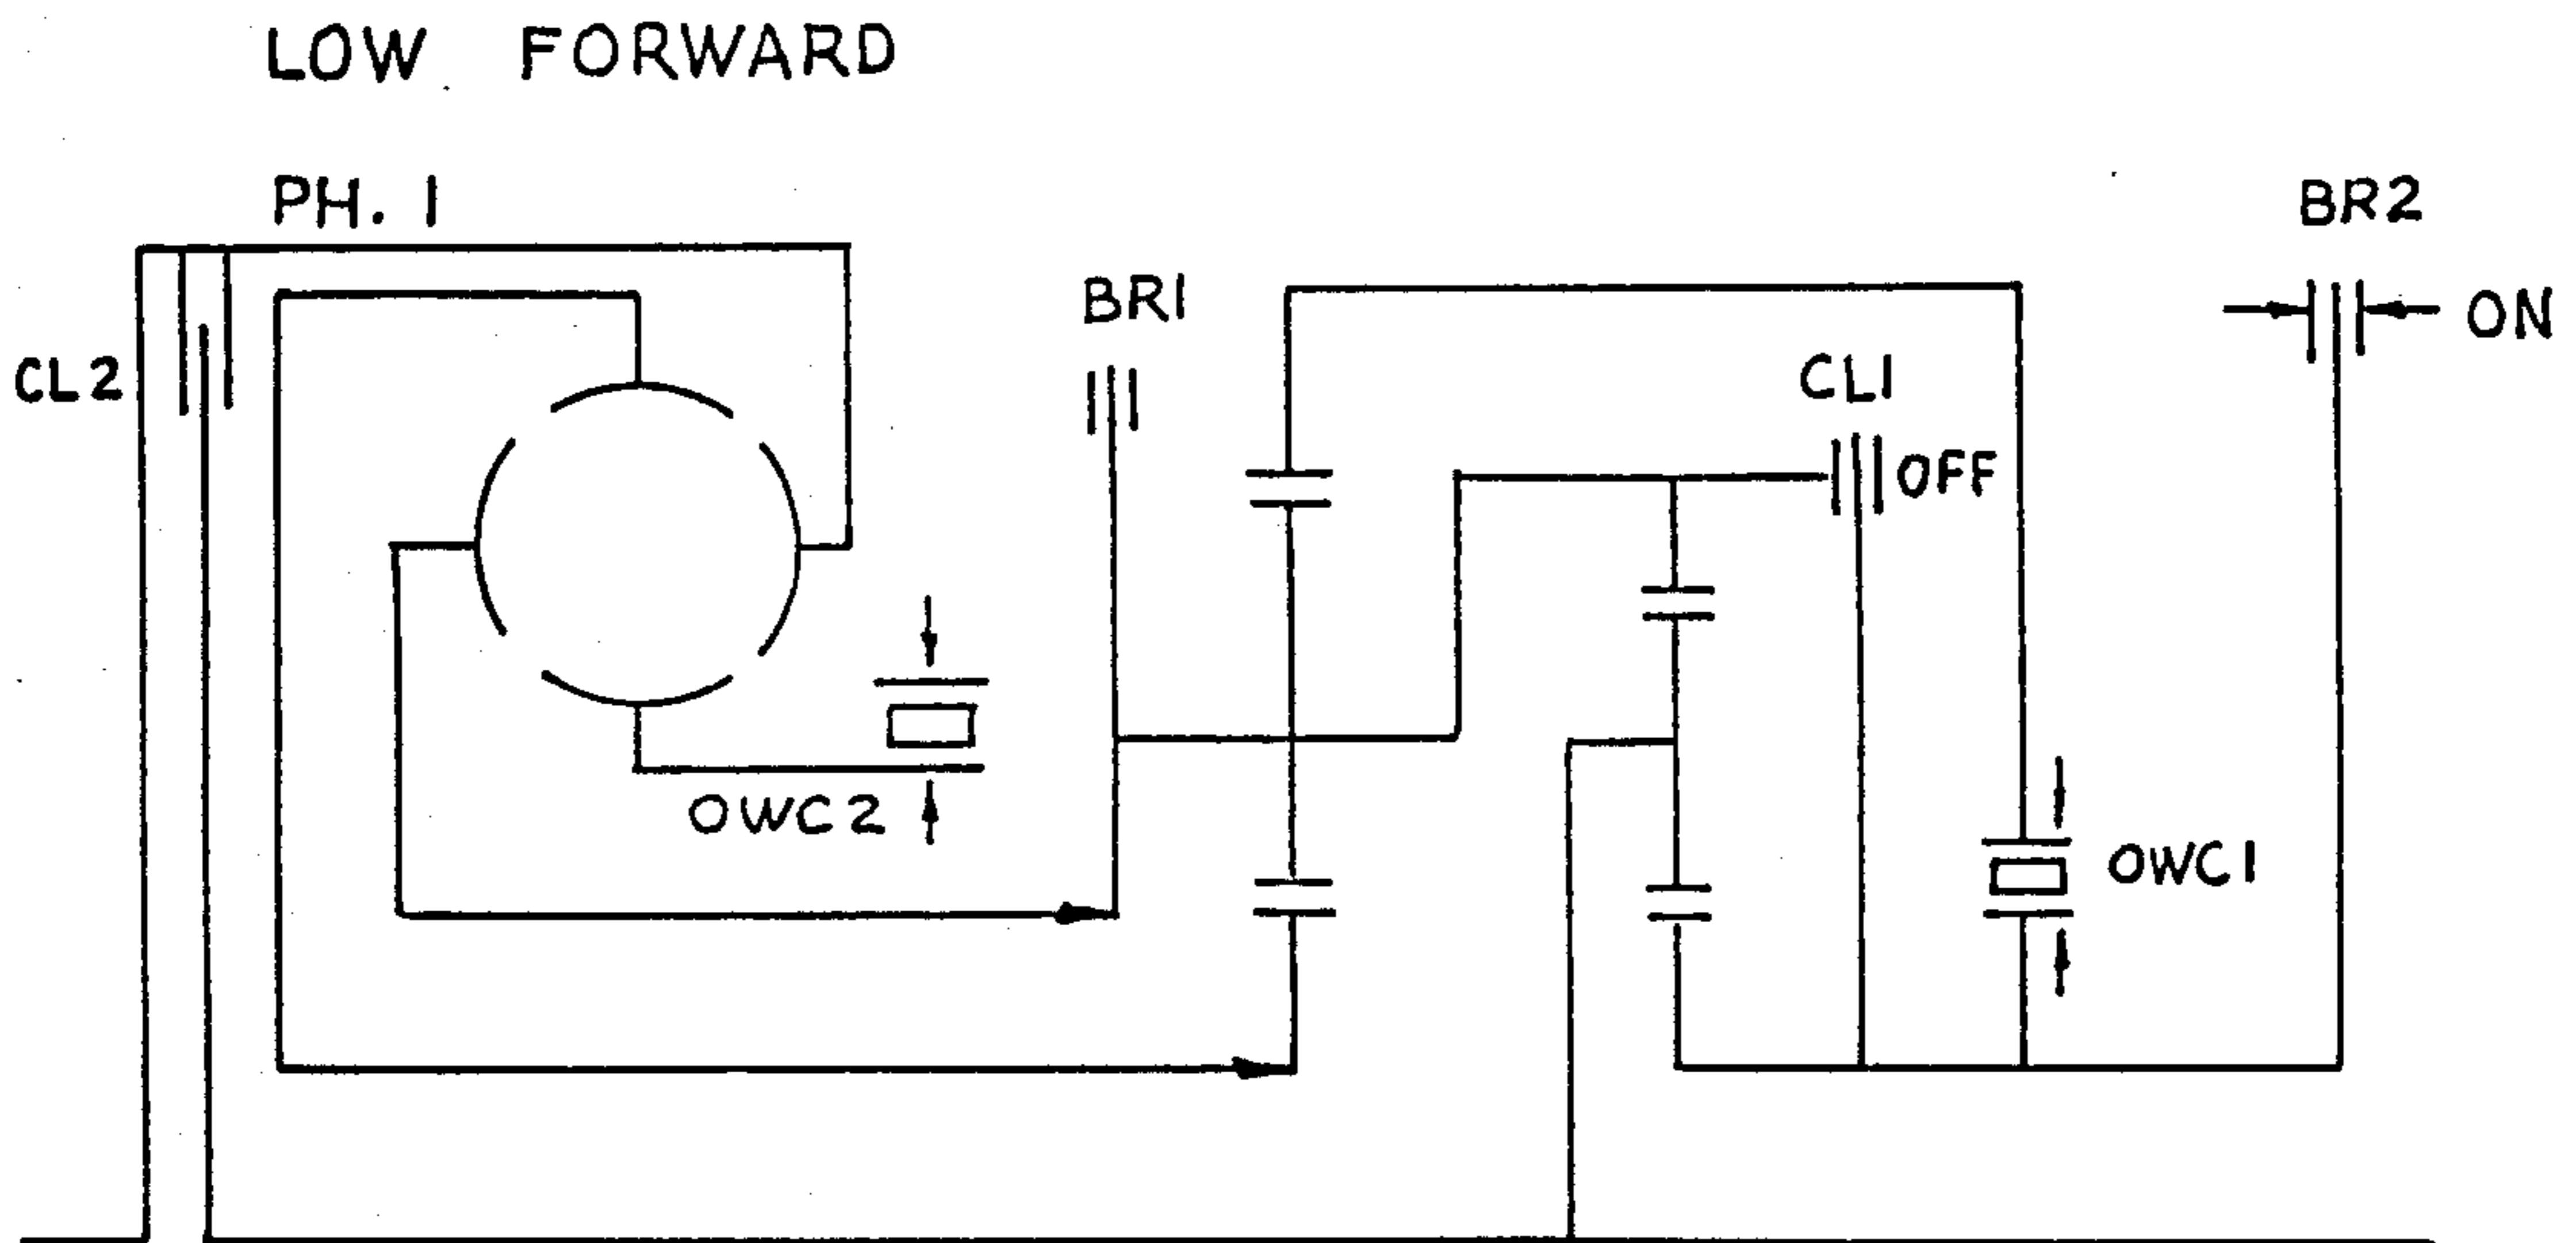 LOW FORWARD
PH. 1
BR2
BR1
ON
CL2
CL1
OFF
OWC2
OWC1